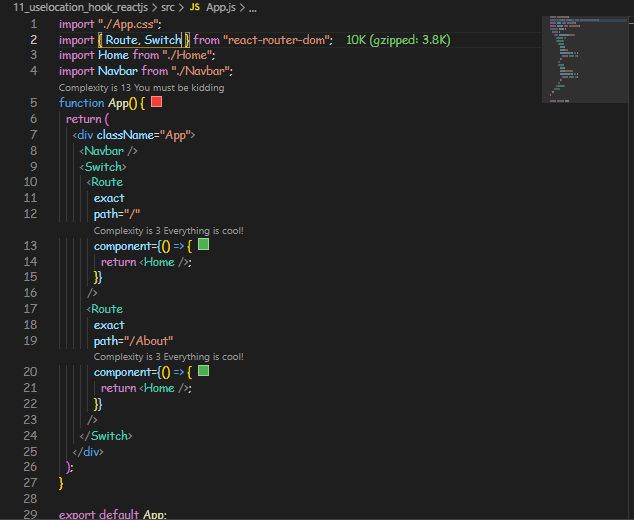 11_uselocation_hook_reactjs > src > JS App.js > ...
1 import "./App.css";
2 import { Route, Switch } from "react-router-dom"; 10K (gzipped: 3.8K)
3 import Home from "./Home";
4 import Navbar from "./Navbar";
Complexity is 13 You must be kidding
5 function App() {
6 return (
7 <div className="App">
8 <Navbar />
9 <Switch>
10 <Route
11 exact
12 path="/"
Complexity is 3 Everything is cool!
13 component={() => {
14 return <Home />;
15 }}
16 />
17 <Route
18 exact
19 path="/About"
Complexity is 3 Everything is cool!
20 component={() => {
21 return <Home />;
22 }}
23 />
24 </Switch>
25 </div>
26 );
27 }
28
29 export default App;